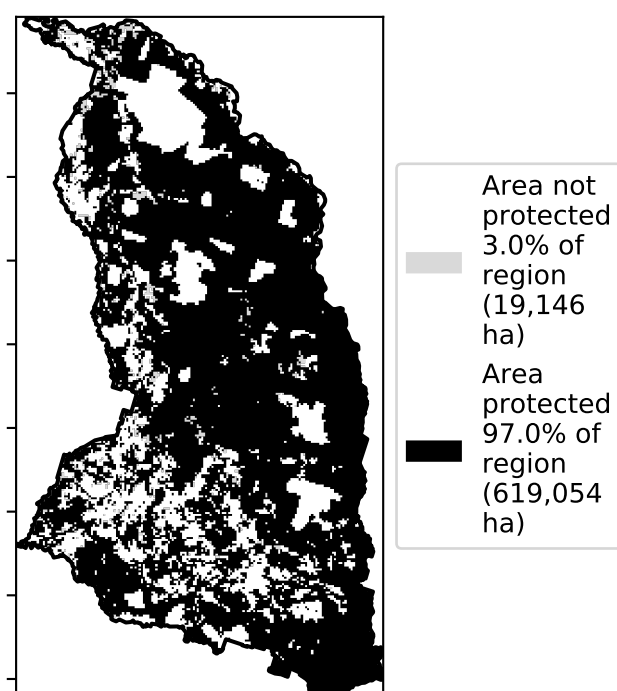 Area not
protected
3.0% of
region
(19,146
ha)
Area
protected
97.0% of
region
(619,054
ha)